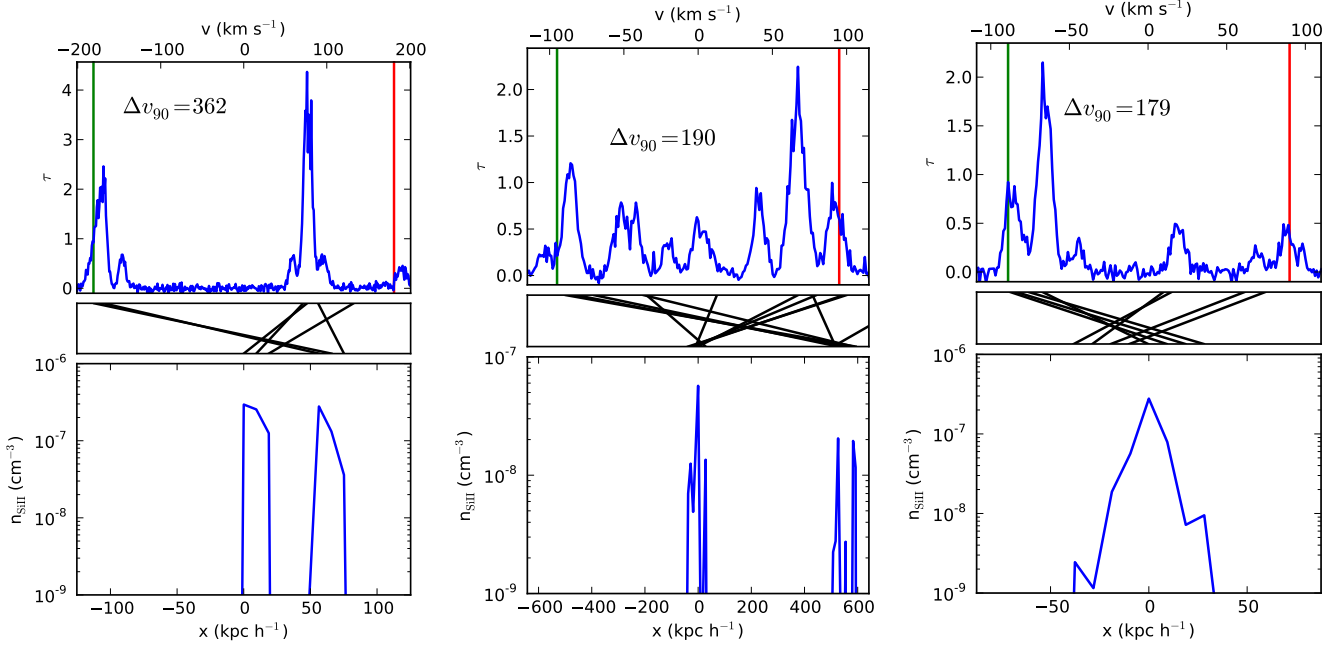 v (km s⁻¹)
−200 −100 0 100 200
Δv₉₀=362
τ
4
3
2
1
0
n_SiII (cm⁻³)
10⁻⁶
10⁻⁷
10⁻⁸
10⁻⁹
−100 −50 0 50 100
x (kpc h⁻¹)
v (km s⁻¹)
−100 −50 0 50 100
Δv₉₀=190
τ
2.0
1.5
1.0
0.5
0.0
n_SiII (cm⁻³)
10⁻⁷
10⁻⁸
10⁻⁹
−600 −400 −200 0 200 400 600
x (kpc h⁻¹)
v (km s⁻¹)
−100 −50 0 50 100
Δv₉₀=179
τ
2.0
1.5
1.0
0.5
0.0
n_SiII (cm⁻³)
10⁻⁶
10⁻⁷
10⁻⁸
10⁻⁹
−50 0 50
x (kpc h⁻¹)